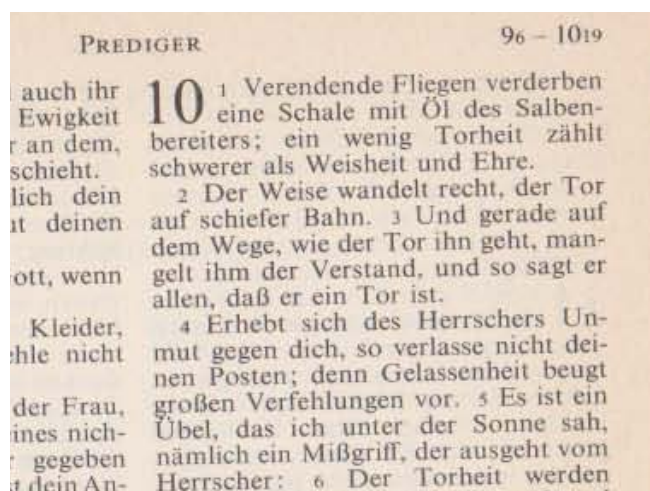 PREDIGER
96 – 1019
auch ihr
Ewigkeit
an dem,
schieht.
lich dein
deinen
ott, wenn
Kleider,
ehle nicht
der Frau,
ines nich-
gegeben
dein An-
10 1 Verendende Fliegen verderben
eine Schale mit Öl des Salben-
bereiters; ein wenig Torheit zählt
schwerer als Weisheit und Ehre.
2 Der Weise wandelt recht, der Tor
auf schiefer Bahn. 3 Und gerade auf
dem Wege, wie der Tor ihn geht, man-
gelt ihm der Verstand, und so sagt er
allen, daß er ein Tor ist.
4 Erhebt sich des Herrschers Un-
mut gegen dich, so verlasse nicht dei-
nen Posten; denn Gelassenheit beugt
großen Verfehlungen vor. 5 Es ist ein
Übel, das ich unter der Sonne sah,
nämlich ein Mißgriff, der ausgeht vom
Herrscher: 6 Der Torheit werden